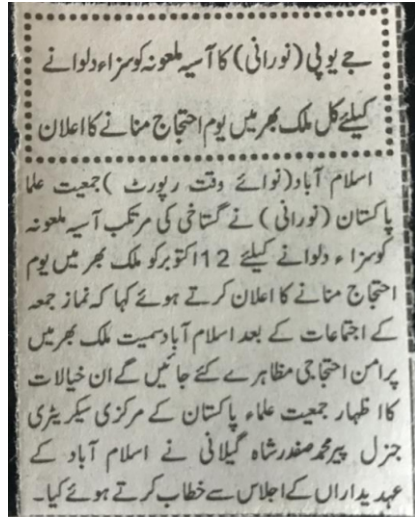 جے یو پی (نورانی) کا آسیہ ملعونہ کو سزاء دلوانے
کیلئے کل ملک بھر میں یوم احتجاج منانے کا اعلان
اسلام آباد (نوائے وقت رپورٹ) جمعیت علما
پاکستان (نورانی) نے گستاخی کی مرتکب آسیہ ملعونہ
کو سزاء دلوانے کیلئے 12 اکتوبر کو ملک بھر میں یوم
احتجاج منانے کا اعلان کرتے ہوئے کہا کہ نماز جمعہ
کے اجتماعات کے بعد اسلام آباد سمیت ملک بھر میں
پرامن احتجاجی مظاہرے کئے جائیں گے ان خیالات
کا اظہار جمعیت علماء پاکستان کے مرکزی سیکریٹری
جنرل پیر محمد صفدر شاہ گیلانی نے اسلام آباد کے
عہدیداراں کے اجلاس سے خطاب کرتے ہوئے کیا۔